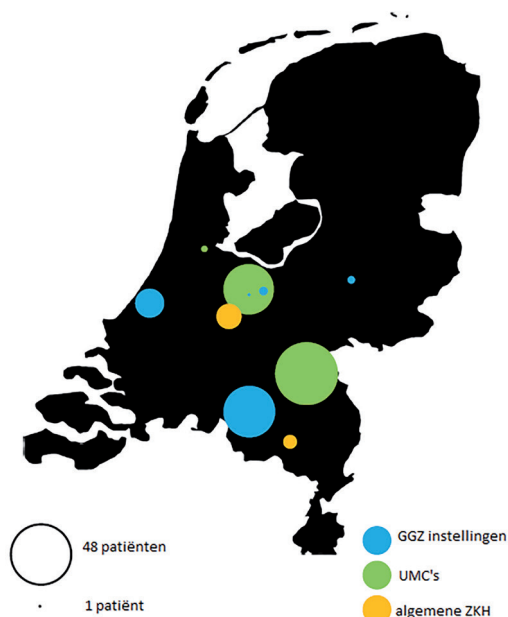 48 patiënten
1 patiënt
GGZ instellingen
UMC's
algemene ZKH